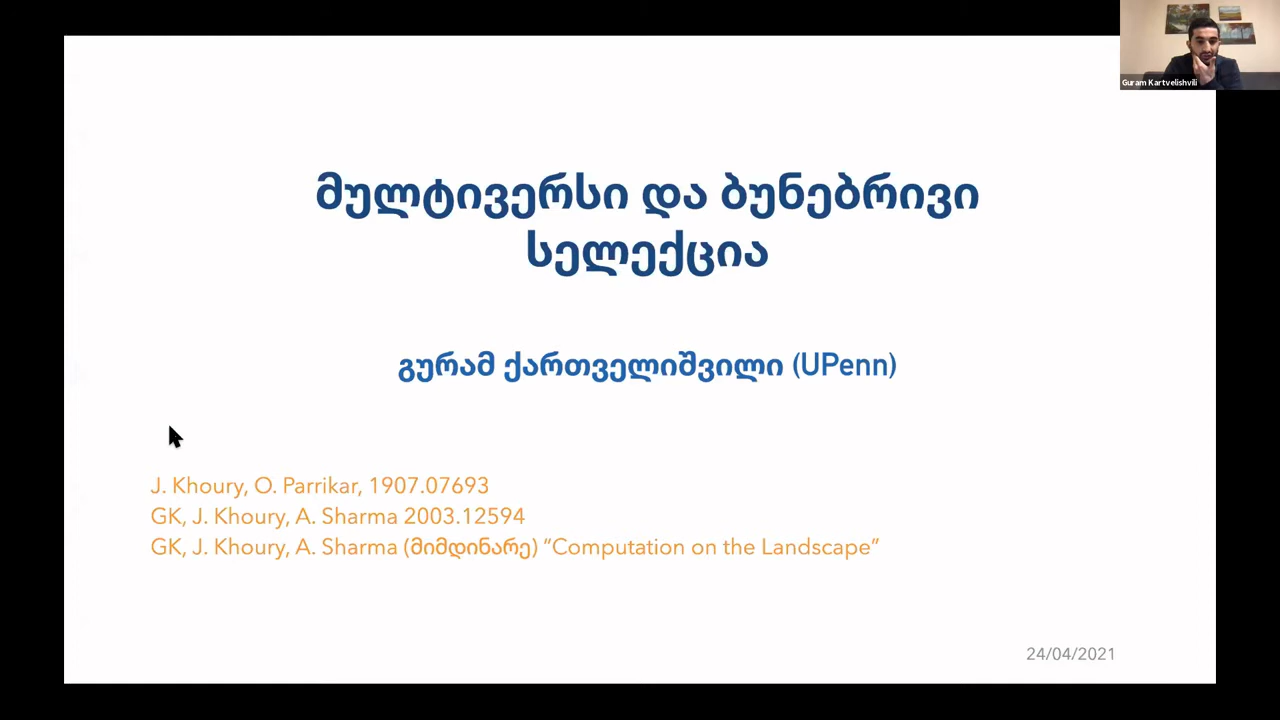 Guram Kartvelishvili
მულტივერსი და ბუნებრივი
სელექცია
გურამ ქართველიშვილი (UPenn)
J. Khoury, O. Parrikar, 1907.07693
GK, J. Khoury, A. Sharma 2003.12594
GK, J. Khoury, A. Sharma (მიმდინარე) “Computation on the Landscape”
24/04/2021